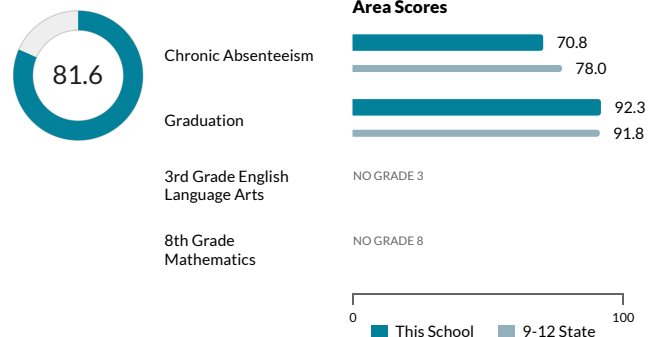 Area Scores
81.6
Chronic Absenteeism
70.8
78.0
Graduation
92.3
91.8
3rd Grade English
Language Arts
NO GRADE 3
8th Grade
Mathematics
NO GRADE 8
0
100
This School
9-12 State